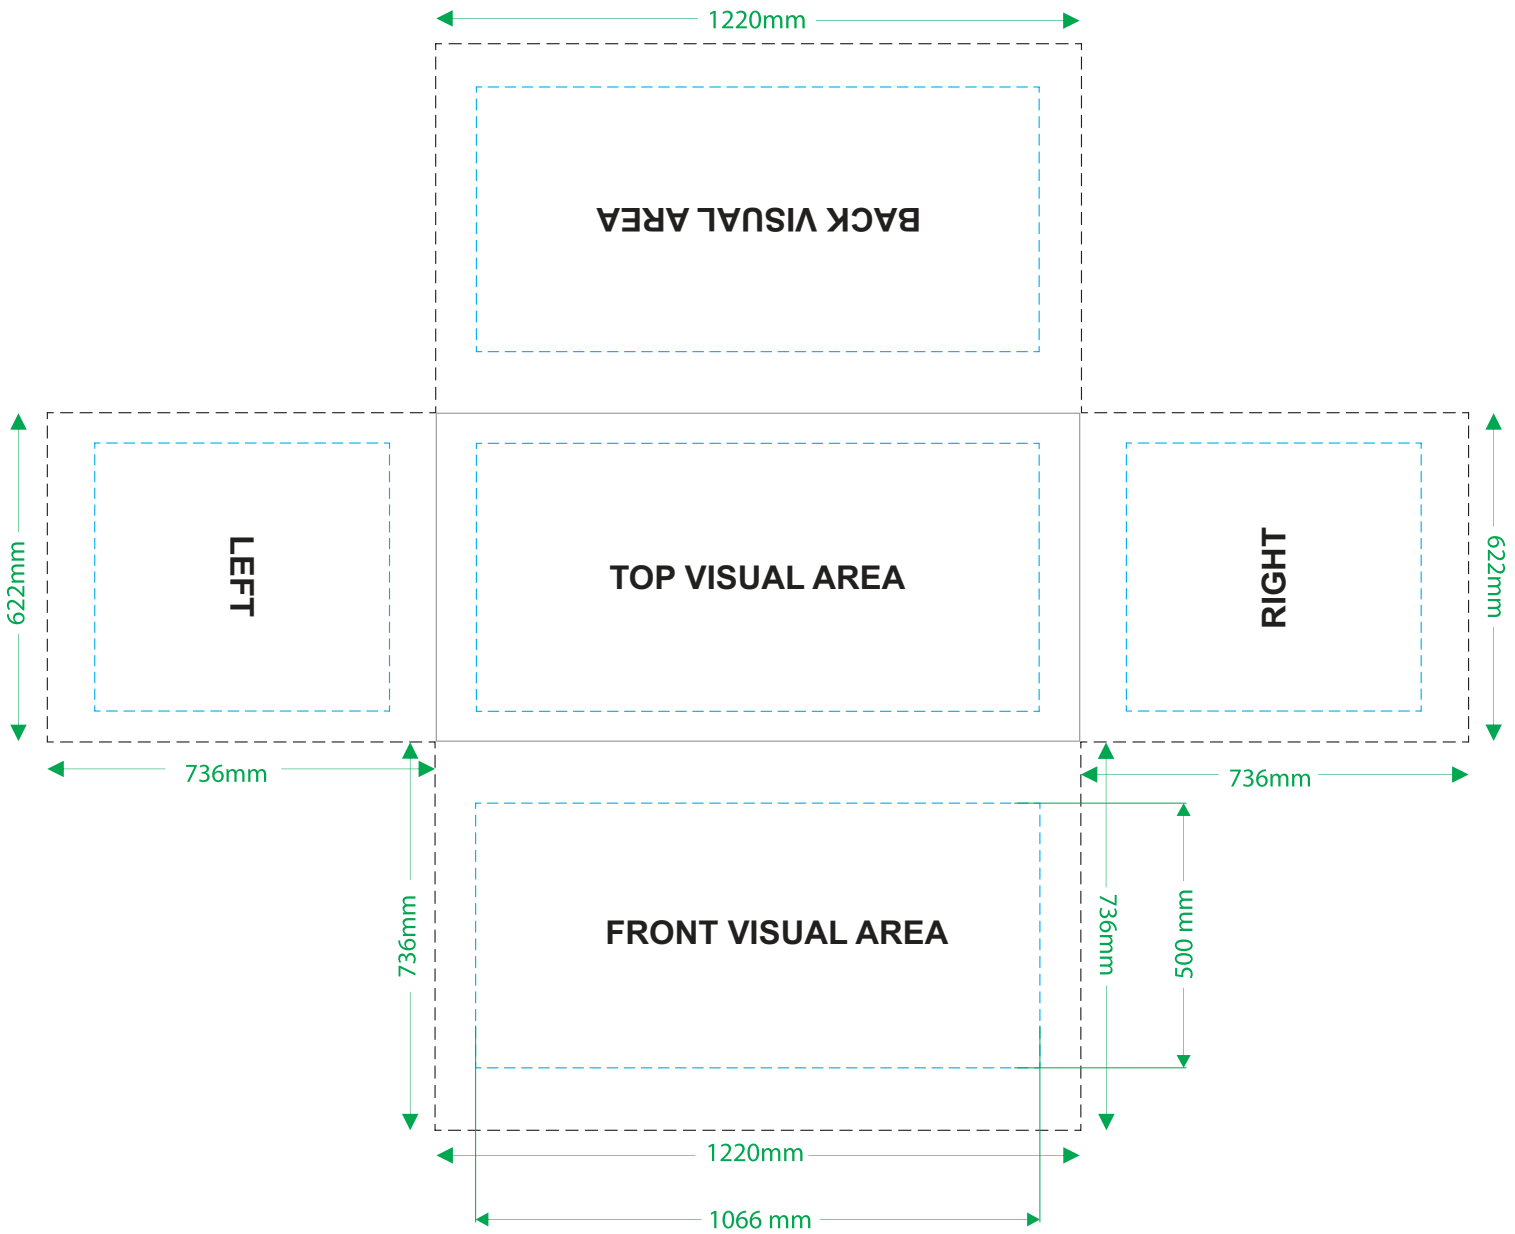 1220mm
BACK VISUAL AREA
622mm
LEFT
TOP VISUAL AREA
RIGHT
622mm
736mm
736mm
736mm
FRONT VISUAL AREA
736mm
500 mm
1220mm
1066 mm